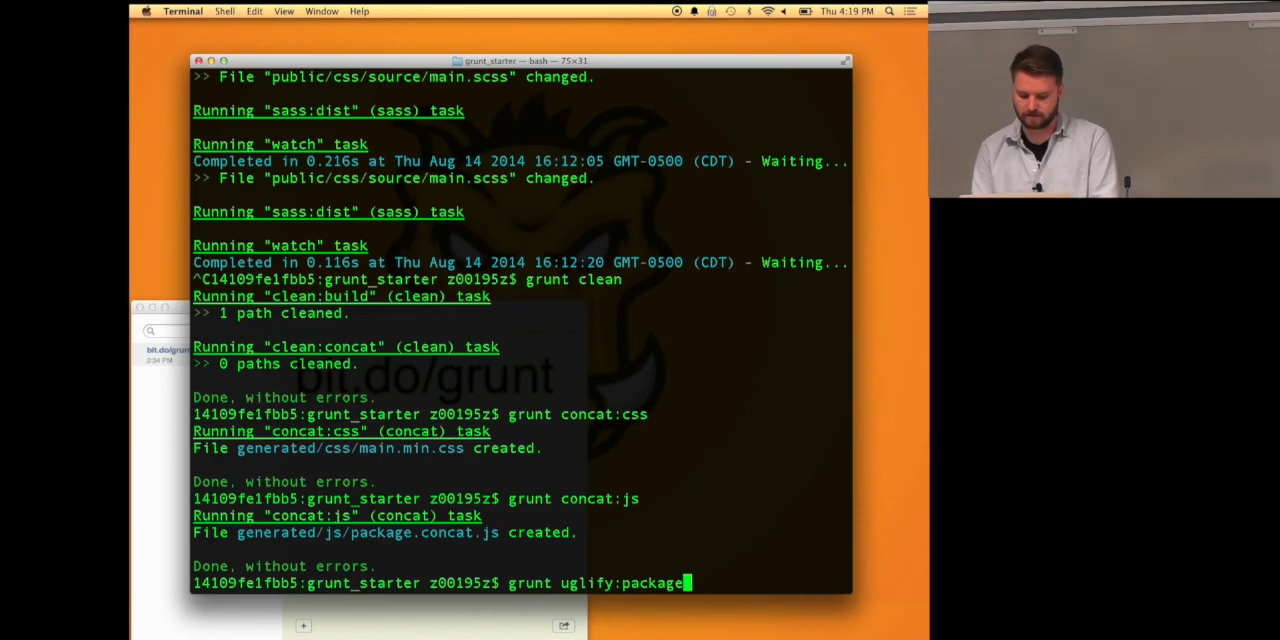 Terminal Shell Edit View Window Help Thu 4:19 PM
grunt_starter — bash — 75×31
>> File "public/css/source/main.scss" changed.
Running "sass:dist" (sass) task
Running "watch" task
Completed in 0.216s at Thu Aug 14 2014 16:12:05 GMT-0500 (CDT) - Waiting...
>> File "public/css/source/main.scss" changed.
Running "sass:dist" (sass) task
Running "watch" task
Completed in 0.116s at Thu Aug 14 2014 16:12:20 GMT-0500 (CDT) - Waiting...
^C14109fe1fbb5:grunt_starter z00195z$ grunt clean
Running "clean:build" (clean) task
>> 1 path cleaned.
Running "clean:concat" (clean) task
>> 0 paths cleaned.
Done, without errors.
14109fe1fbb5:grunt_starter z00195z$ grunt concat:css
Running "concat:css" (concat) task
File generated/css/main.min.css created.
Done, without errors.
14109fe1fbb5:grunt_starter z00195z$ grunt concat:js
Running "concat:js" (concat) task
File generated/js/package.concat.js created.
Done, without errors.
14109fe1fbb5:grunt_starter z00195z$ grunt uglify:package
bit.do/grun
2:34 PM
bit.do/grunt